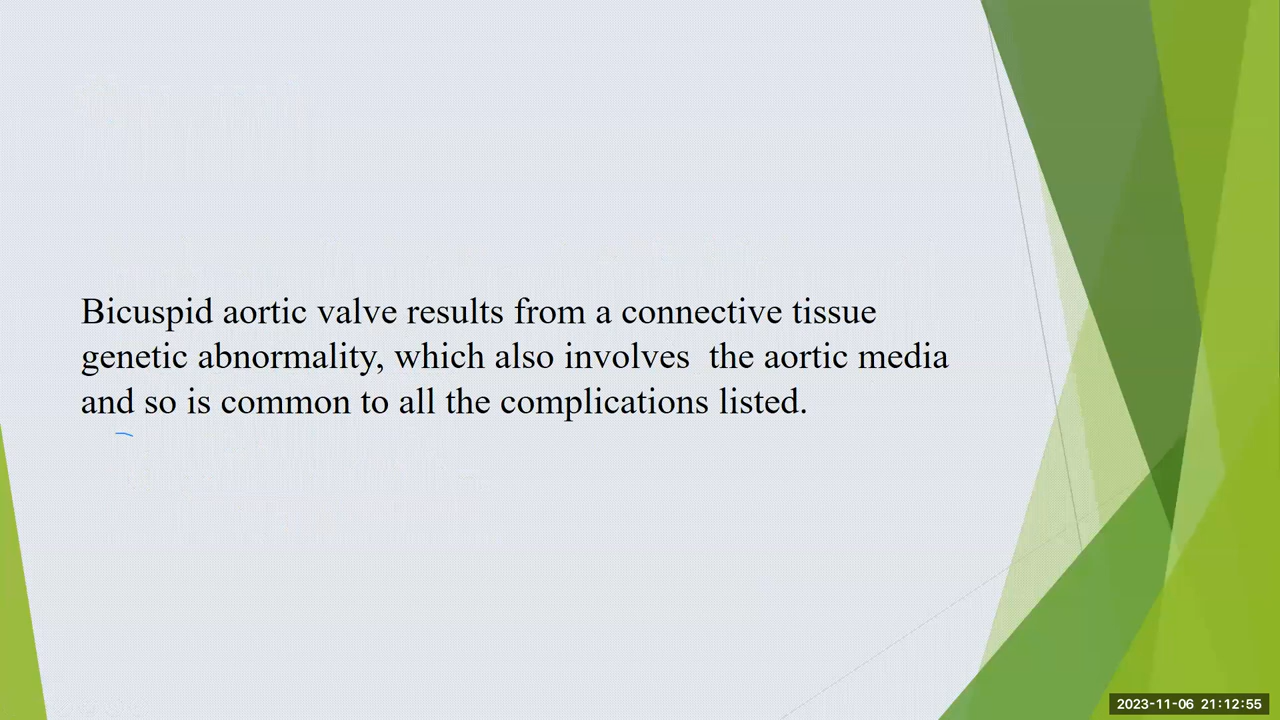 Bicuspid aortic valve results from a connective tissue
genetic abnormality, which also involves  the aortic media
and so is common to all the complications listed.
2023-11-06 21:12:55